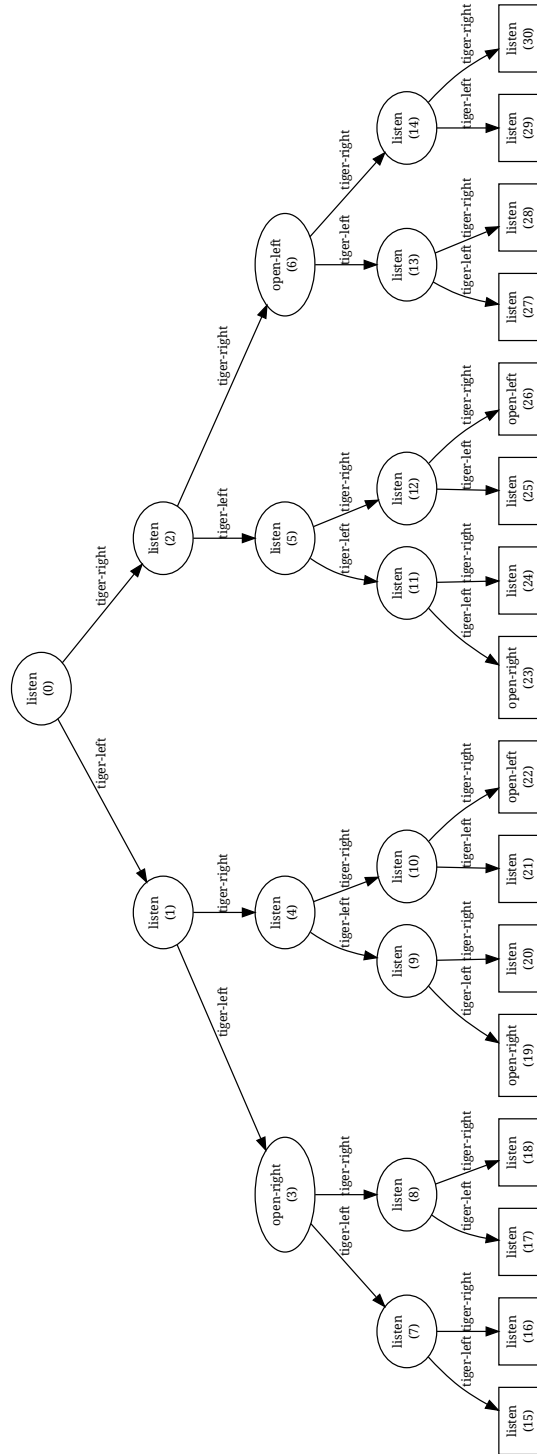 listen
(0)
tiger-left
tiger-right
listen
(1)
listen
(2)
tiger-left
tiger-right
tiger-left
tiger-right
open-right
(3)
listen
(4)
listen
(5)
open-left
(6)
tiger-left
tiger-right
tiger-left
tiger-right
tiger-left
tiger-right
tiger-left
tiger-right
listen
(7)
listen
(8)
listen
(9)
listen
(10)
listen
(11)
listen
(12)
listen
(13)
listen
(14)
tiger-left
tiger-right
tiger-left
tiger-right
tiger-left
tiger-right
tiger-left
tiger-right
tiger-left
tiger-right
tiger-left
tiger-right
tiger-left
tiger-right
tiger-left
tiger-right
listen
(15)
listen
(16)
listen
(17)
listen
(18)
open-right
(19)
listen
(20)
listen
(21)
open-left
(22)
open-right
(23)
listen
(24)
listen
(25)
open-left
(26)
listen
(27)
listen
(28)
listen
(29)
listen
(30)